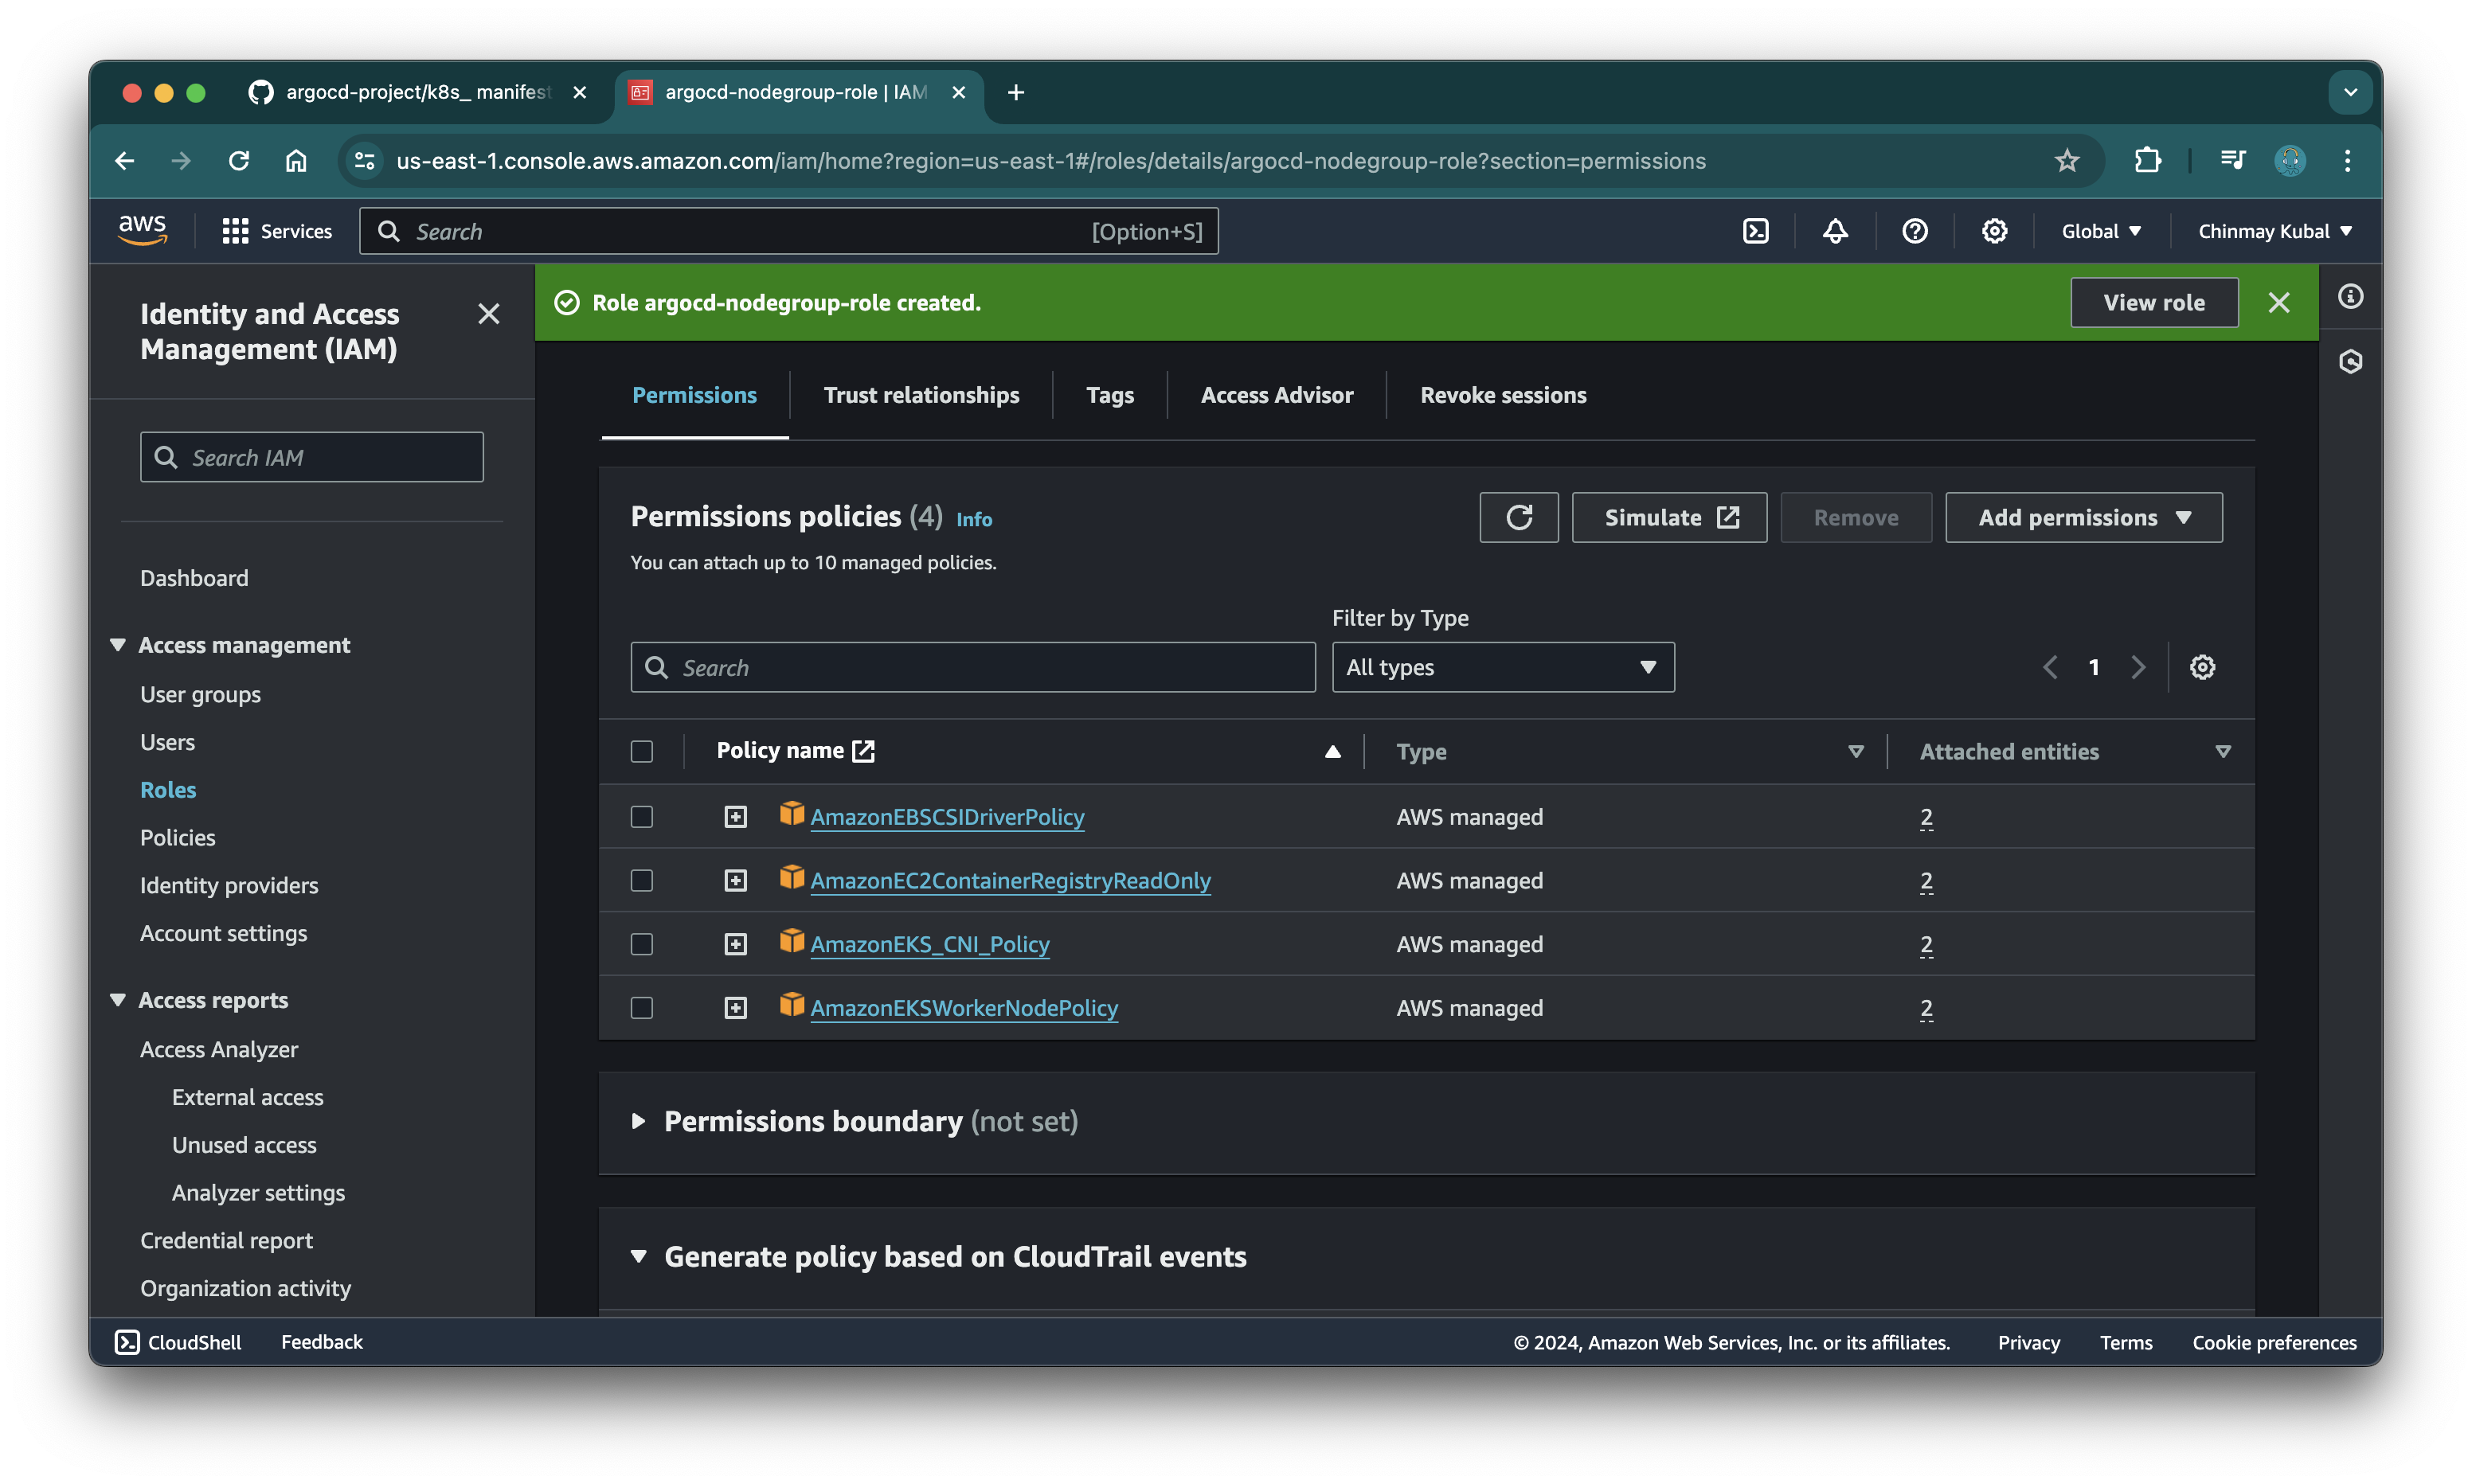 argocd-project/k8s_ manifest
argocd-nodegroup-role | IAM
us-east-1.console.aws.amazon.com/iam/home?region=us-east-1#/roles/details/argocd-nodegroup-role?section=permissions
aws
Services
Search
[Option+S]
Global
Chinmay Kubal
Identity and Access
Management (IAM)
Search IAM
Dashboard
Access management
User groups
Users
Roles
Policies
Identity providers
Account settings
Access reports
Access Analyzer
External access
Unused access
Analyzer settings
Credential report
Organization activity
Role argocd-nodegroup-role created.
View role
Permissions
Trust relationships
Tags
Access Advisor
Revoke sessions
Permissions policies (4) Info
You can attach up to 10 managed policies.
Simulate
Remove
Add permissions
Filter by Type
Search
All types
1
Policy name
Type
Attached entities
AmazonEBSCSIDriverPolicy AWS managed 2
AmazonEC2ContainerRegistryReadOnly AWS managed 2
AmazonEKS_CNI_Policy AWS managed 2
AmazonEKSWorkerNodePolicy AWS managed 2
Permissions boundary (not set)
Generate policy based on CloudTrail events
CloudShell
Feedback
© 2024, Amazon Web Services, Inc. or its affiliates.
Privacy
Terms
Cookie preferences